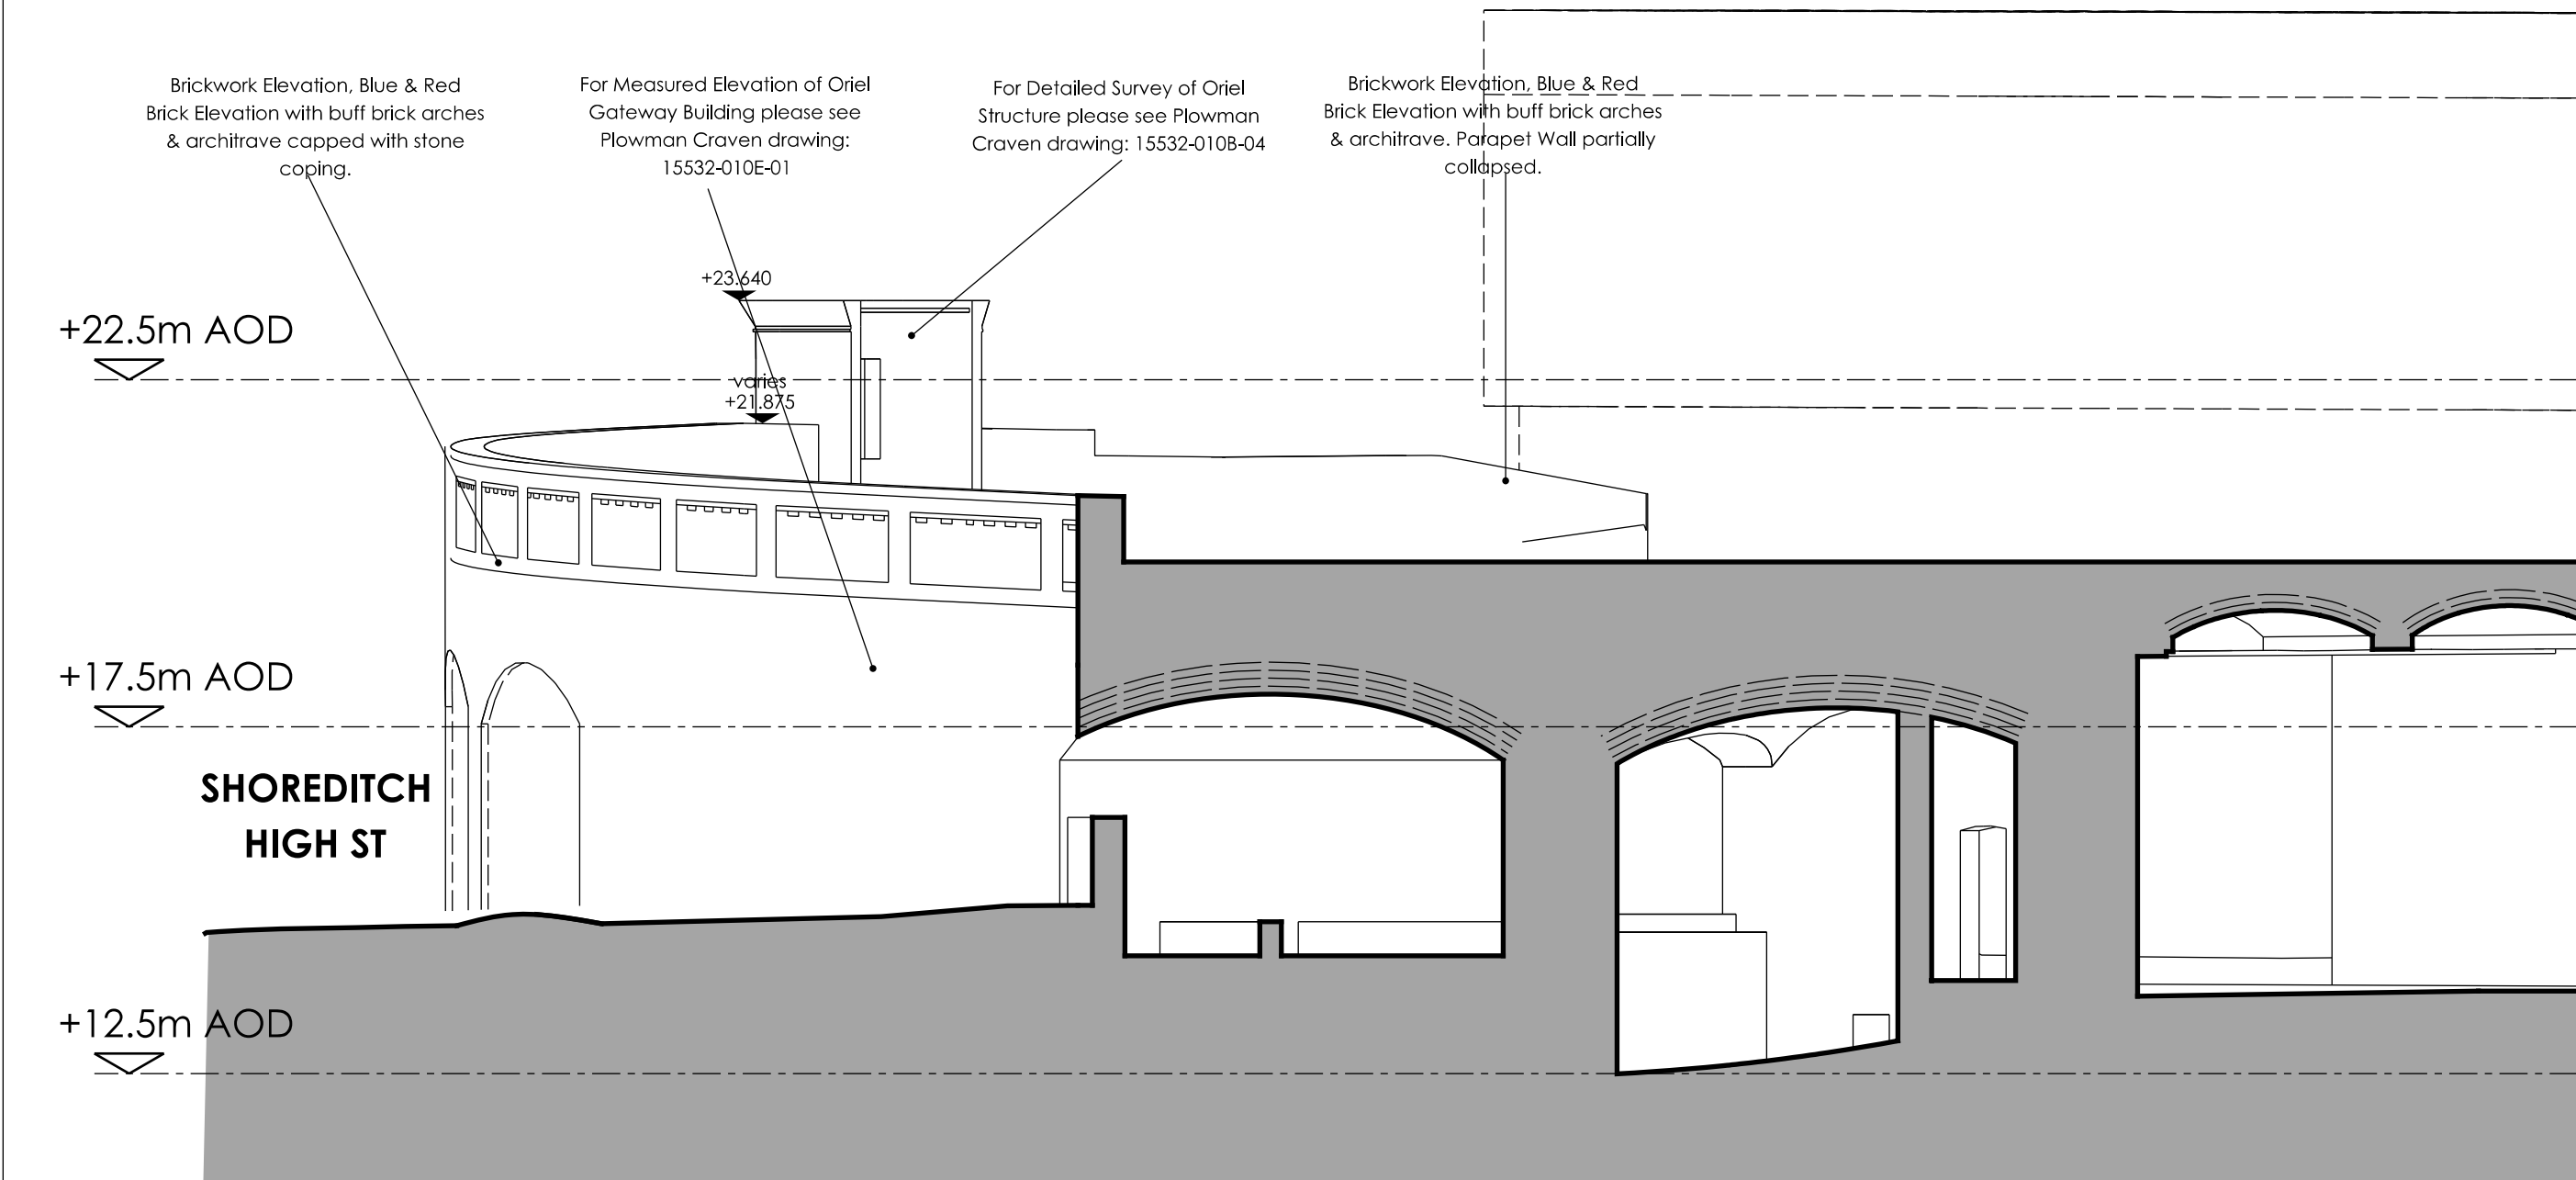 Brickwork Elevation, Blue & Red
Brick Elevation with buff brick arches
& architrave capped with stone
coping.
For Measured Elevation of Oriel
Gateway Building please see
Plowman Craven drawing:
15532-010E-01
For Detailed Survey of Oriel
Structure please see Plowman
Craven drawing: 15532-010B-04
Brickwork Elevation, Blue & Red
Brick Elevation with buff brick arches
& architrave. Parapet Wall partially
collapsed.
+23.640
+22.5m AOD
varies
+21.875
+17.5m AOD
SHOREDITCH
HIGH ST
+12.5m AOD